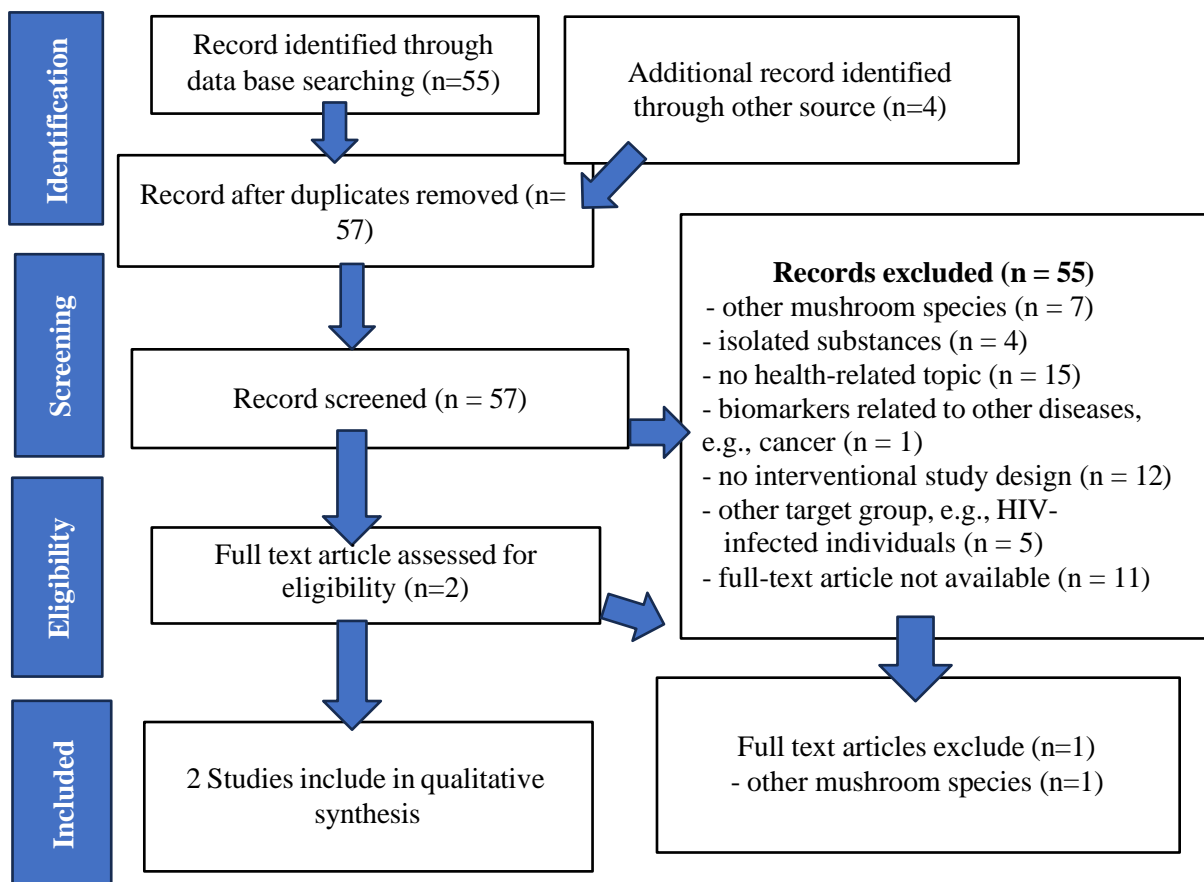 Identification
Record identified through
data base searching (n=55)
Additional record identified
through other source (n=4)
Record after duplicates removed (n=
57)
Screening
Record screened (n = 57)
Records excluded (n = 55)
- other mushroom species (n = 7)
- isolated substances (n = 4)
- no health-related topic (n = 15)
- biomarkers related to other diseases,
e.g., cancer (n = 1)
- no interventional study design (n = 12)
- other target group, e.g., HIV-
infected individuals (n = 5)
- full-text article not available (n = 11)
Eligibility
Full text article assessed for
eligibility (n=2)
Included
2 Studies include in qualitative
synthesis
Full text articles exclude (n=1)
- other mushroom species (n=1)